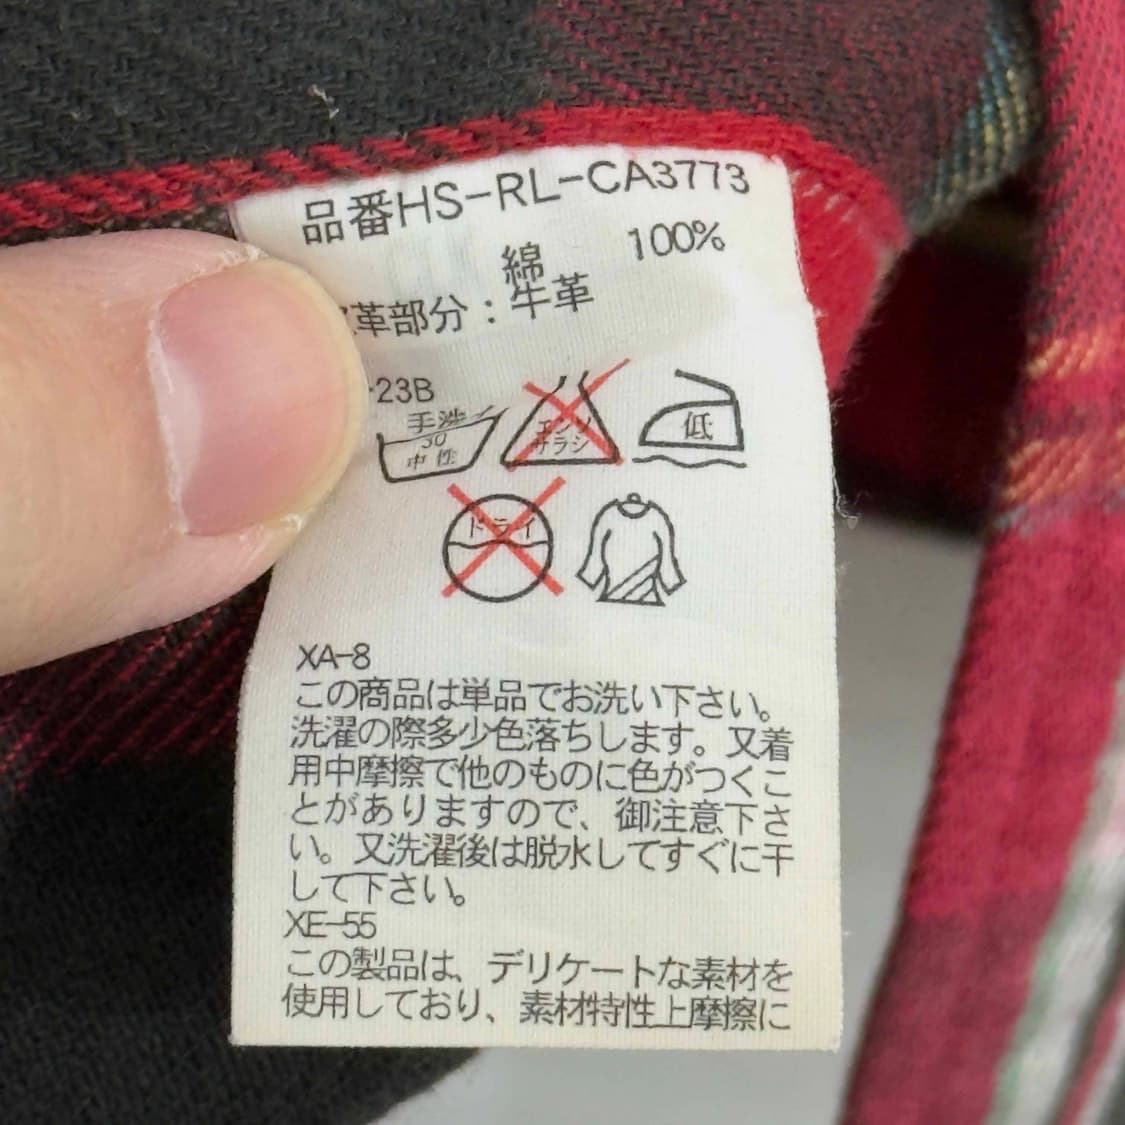 品番HS-RL-CA3773
綿 100%
革部分：牛革
-23B
手洗
30
中性
エンソ
サラシ
低
ドライ
XA-8
この商品は単品でお洗い下さい。
洗濯の際多少色落ちします。又着
用中摩擦で他のものに色がつくこ
とがありますので、御注意下さ
い。又洗濯後は脱水してすぐに干
して下さい。
XE-55
この製品は、デリケートな素材を
使用しており、素材特性上摩擦に